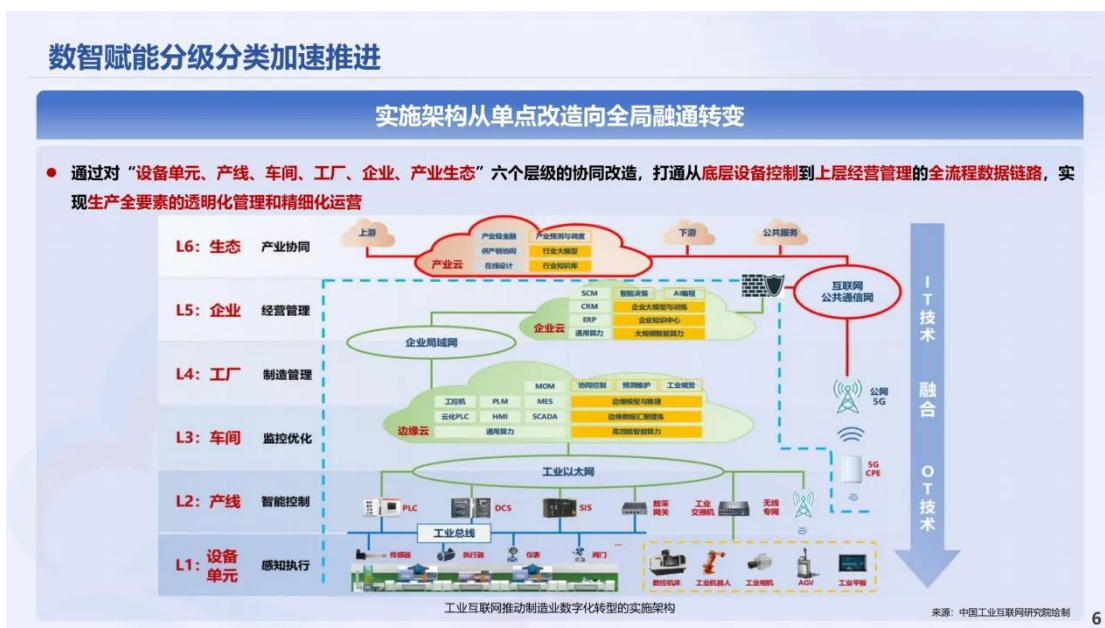 数智赋能分级分类加速推进
实施架构从单点改造向全局融通转变
● 通过对“设备单元、产线、车间、工厂、企业、产业生态”六个层级的协同改造，打通从底层设备控制到上层经营管理的全流程数据链路，实
现生产全要素的透明化管理和精细化运营
L6：生态 产业协同
上游
产业链金融 产业预测与调度
供产销协同 行业大模型
产业云 在线设计 行业知识库
下游
公共服务
互联网
公共通信网
L5：企业 经营管理
SCM 智能决策 AI编程
CRM 企业大模型与训练
ERP 企业知识中心
企业云 通用算力 大规模智能算力
企业局域网
L4：工厂 制造管理
MOM 协同控制 预测维护 工业视觉
工控机 PLM MES 边缘模型与推理
云化PLC HMI SCADA 边缘数据汇聚建炼
边缘云 通用算力 高效能智能算力
公网
5G
L3：车间 监控优化
工业以太网
5G
CPE
L2：产线 智能控制
PLC
DCS
SIS
数采
网关
工业
交换机
无线
专网
工业总线
L1：设备
单元
感知执行
传感器
执行器
仪表
阀门
...
数控机床
工业机器人
工业相机
AGV
工业平板
IT技术 融合 OT技术
工业互联网推动制造业数字化转型的实施架构
来源：中国工业互联网研究院绘制
6